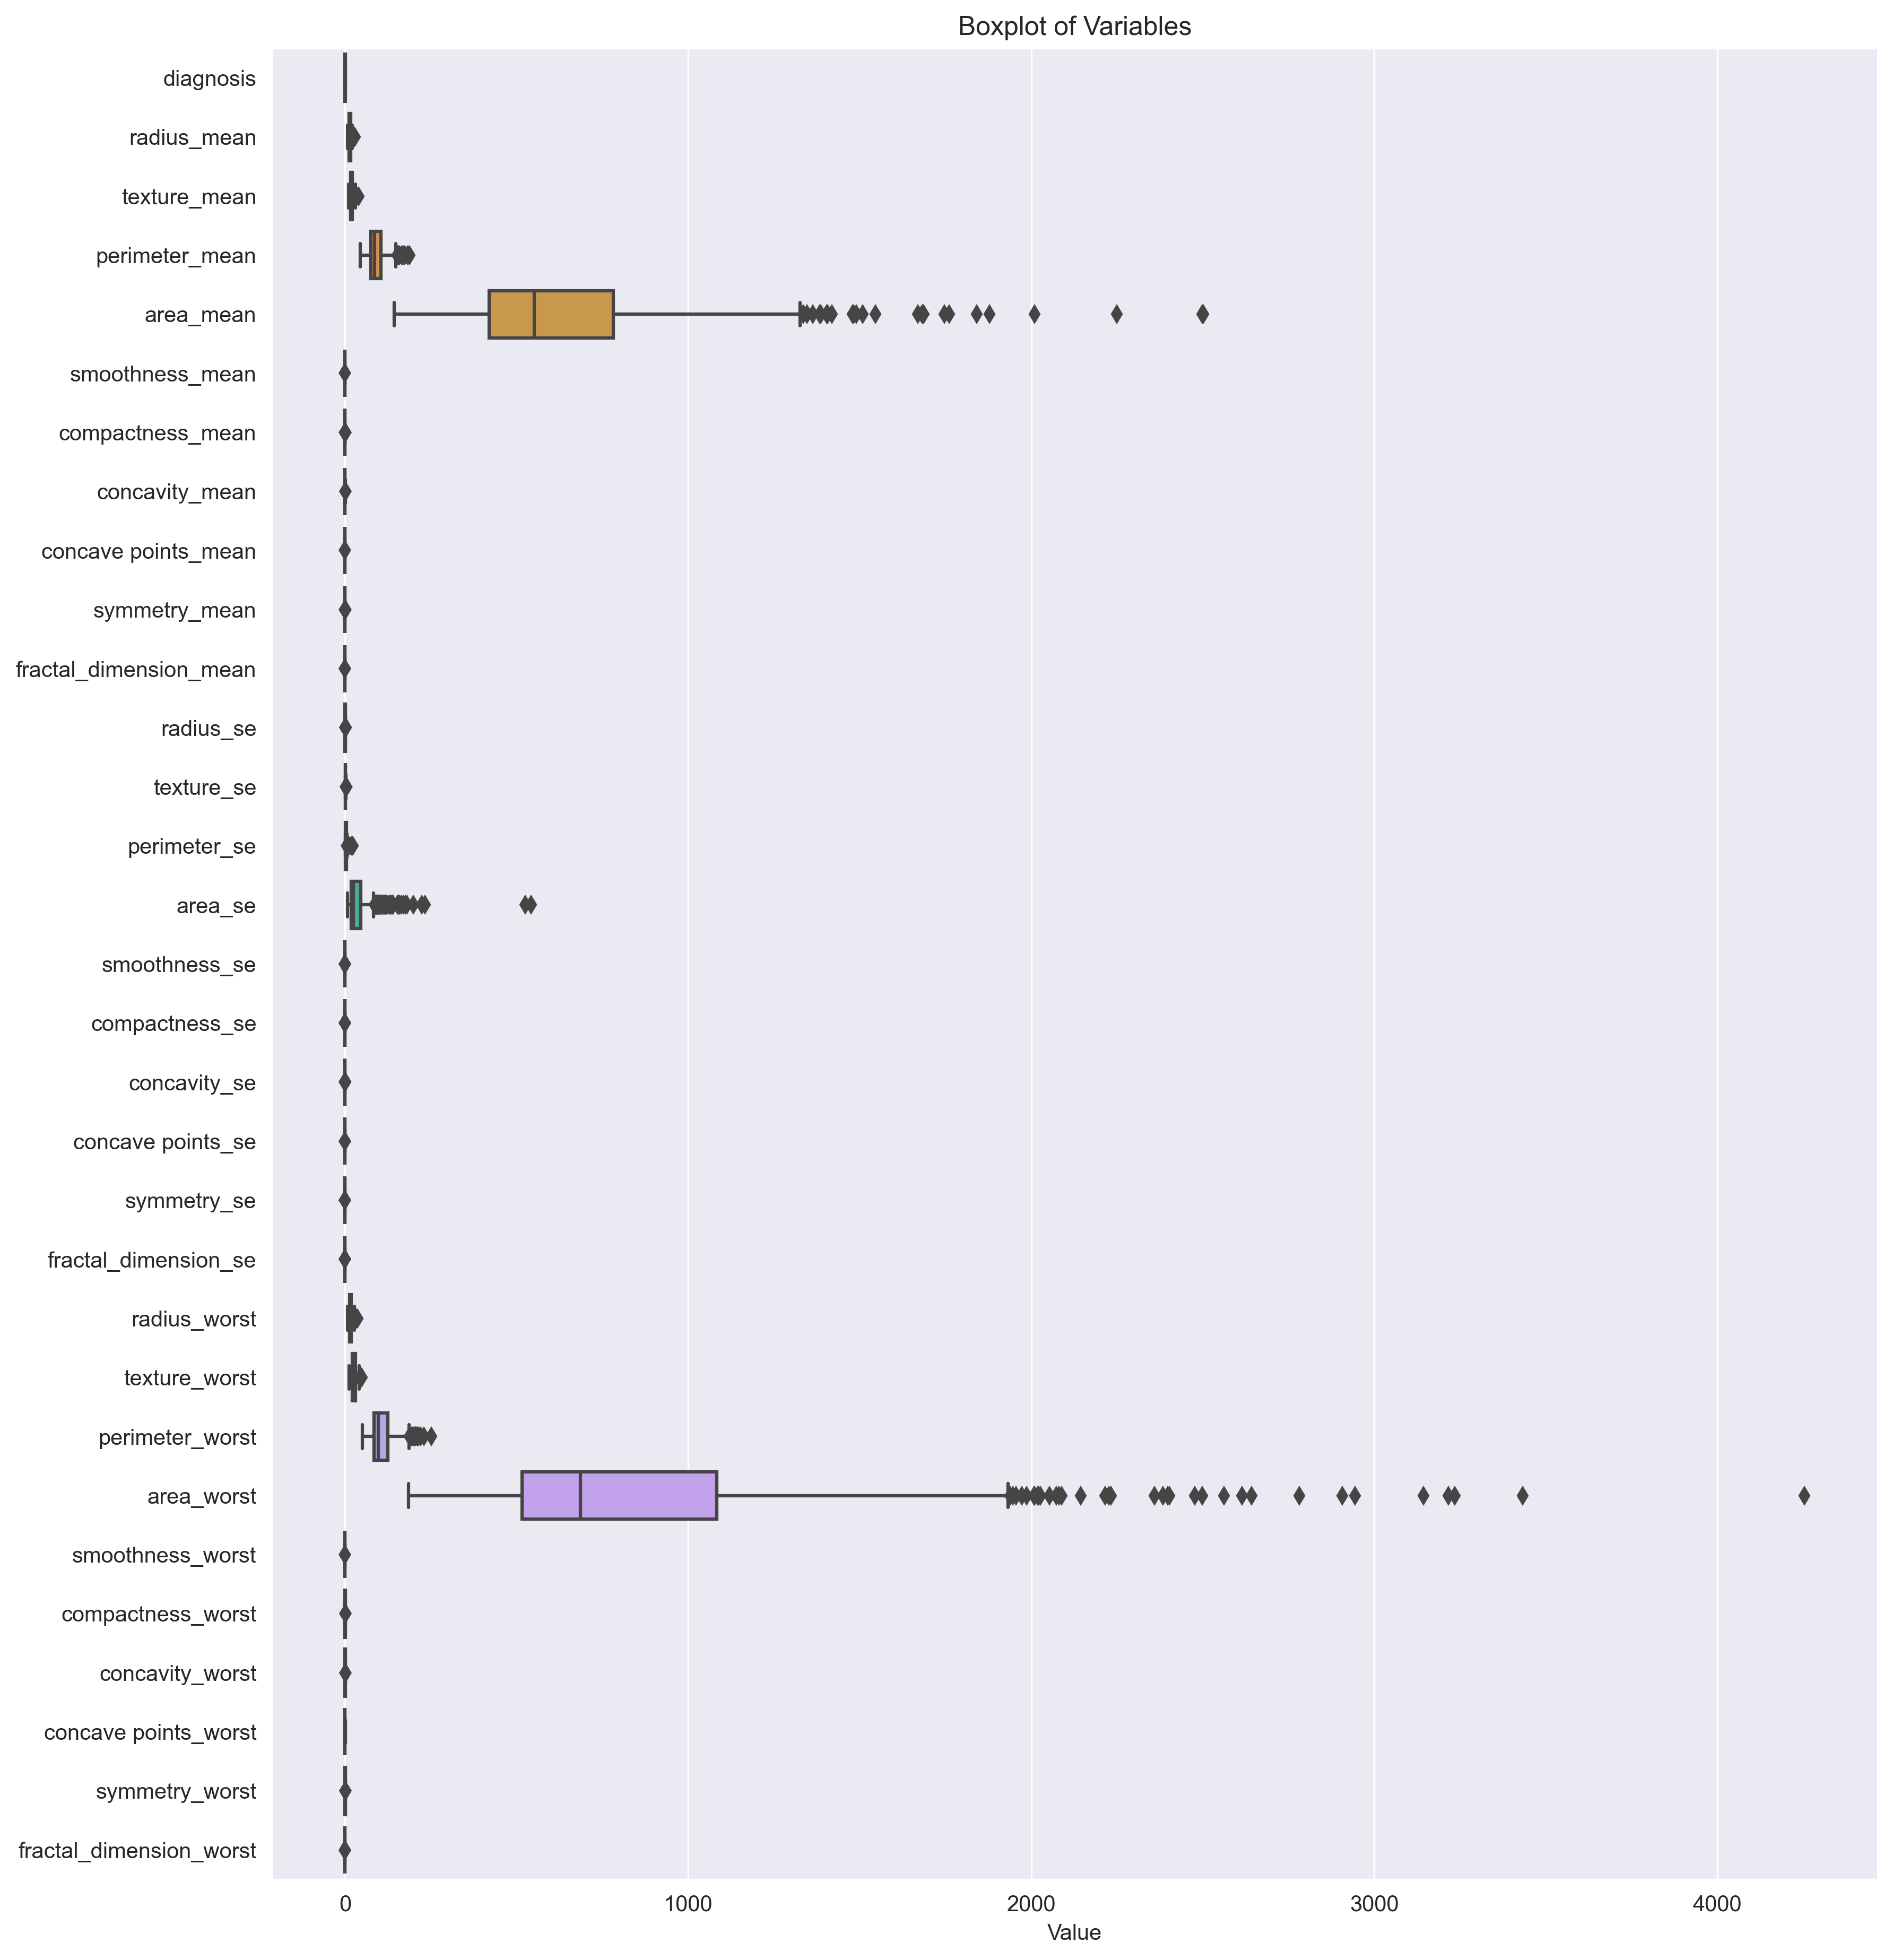 Boxplot of Variables
diagnosis
radius_mean
texture_mean
perimeter_mean
area_mean
smoothness_mean
compactness_mean
concavity_mean
concave points_mean
symmetry_mean
fractal_dimension_mean
radius_se
texture_se
perimeter_se
area_se
smoothness_se
compactness_se
concavity_se
concave points_se
symmetry_se
fractal_dimension_se
radius_worst
texture_worst
perimeter_worst
area_worst
smoothness_worst
compactness_worst
concavity_worst
concave points_worst
symmetry_worst
fractal_dimension_worst
0 1000 2000 3000 4000
Value